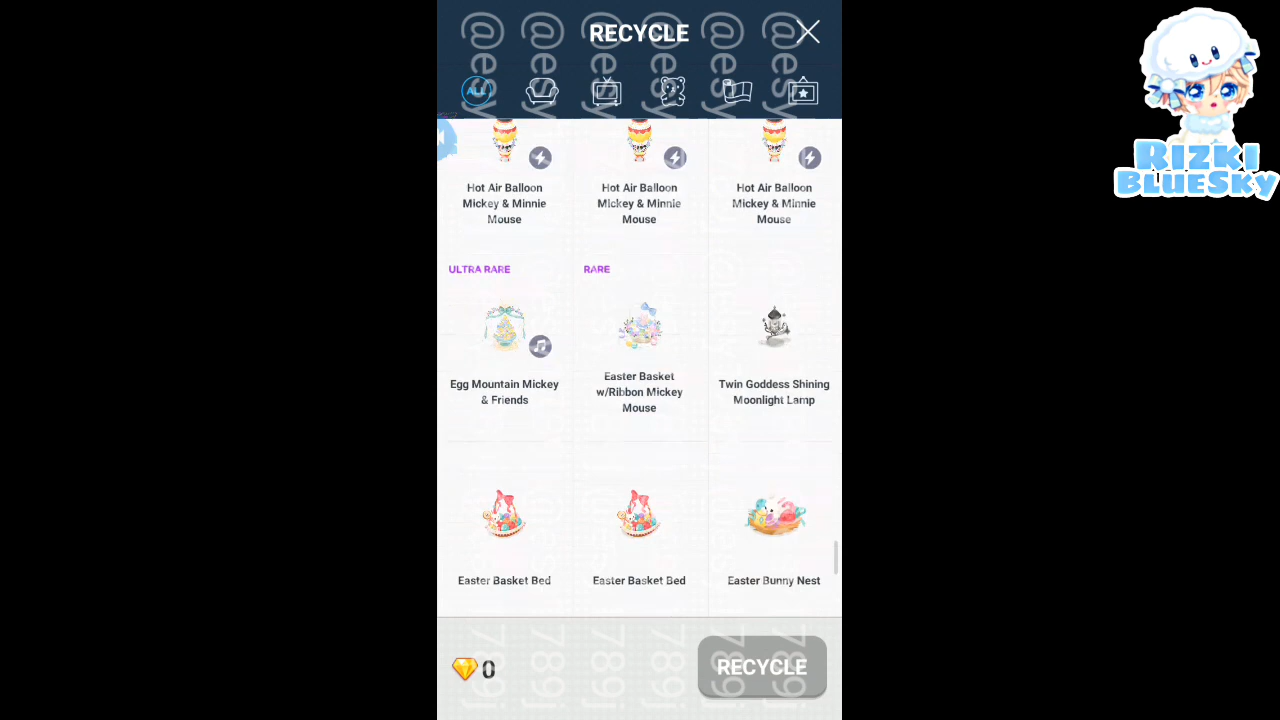 RECYCLE
ALL
Hot Air Balloon
Mickey & Minnie
Mouse
Hot Air Balloon
Mickey & Minnie
Mouse
Hot Air Balloon
Mickey & Minnie
Mouse
ULTRA RARE
RARE
Egg Mountain Mickey
& Friends
Easter Basket
w/Ribbon Mickey
Mouse
Twin Goddess Shining
Moonlight Lamp
Easter Basket Bed
Easter Basket Bed
Easter Bunny Nest
0
RECYCLE
RIZKI
BLUESKY